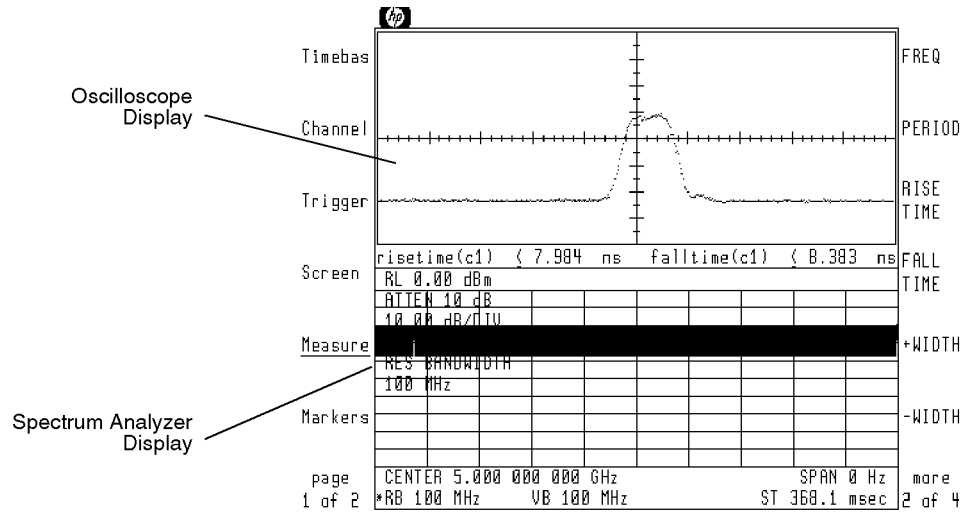 hp
Timebas
Channel
Trigger
Screen
Measure
Markers
page
1 of 2
Oscilloscope
Display
Spectrum Analyzer
Display
risetime(c1) ≤ 7.984 ns falltime(c1) ≤ 8.383 ns
RL 0.00 dBm
ATTEN 10 dB
10.00 dB/DIV
RES BANDWIDTH
100 MHz
CENTER 5.000 000 000 GHz SPAN 0 Hz
*RB 100 MHz VB 100 MHz ST 368.1 msec
FREQ
PERIOD
RISE
TIME
FALL
TIME
+WIDTH
-WIDTH
more
2 of 4